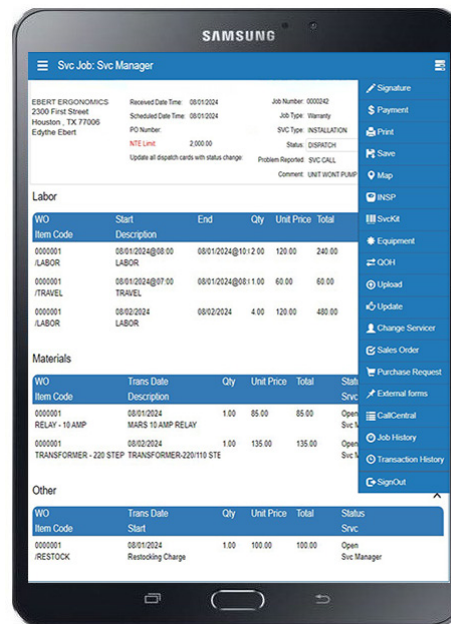 SAMSUNG
Svc Job: Svc Manager
EBERT ERGONOMICS
2300 First Street
Houston , TX 77006
Edythe Ebert
Received Date Time: 08/01/2024
Scheduled Date Time: 08/01/2024
PO Number:
NTE Limit: 2,000.00
Update all dispatch cards with status change:
Job Number: 0000242
Job Type: Warranty
SVC Type: INSTALLATION
Status: DISPATCH
Problem Reported: SVC CALL
Comment: UNIT WONT PUMP
Signature
$ Payment
Print
Save
Map
INSP
SvcKit
Equipment
QOH
Upload
Update
Change Servicer
Sales Order
Purchase Request
External forms
CallCentral
Job History
Transaction History
SignOut
Labor
WO Start End Qty Unit Price Total
Item Code Description
0000001 08/01/2024@08:00 08/01/2024@10:( 2.00 120.00 240.00
/LABOR LABOR
0000001 08/01/2024@07:00 08/01/2024@08:( 1.00 60.00 60.00
/TRAVEL TRAVEL
0000001 08/02/2024 08/02/2024 4.00 120.00 480.00
/LABOR LABOR
Materials
WO Trans Date Qty Unit Price Total Stat
Item Code Description Srvc
0000001 08/01/2024 1.00 85.00 85.00 Open
RELAY - 10 AMP MARS 10 AMP RELAY Svc M
0000001 08/02/2024 1.00 135.00 135.00 Open
TRANSFORMER - 220 STEP TRANSFORMER-220/110 STE Svc M
Other
WO Trans Date Qty Unit Price Total Status
Item Code Start Srvc
0000001 08/01/2024 1.00 100.00 100.00 Open
/RESTOCK Restocking Charge Svc Manager